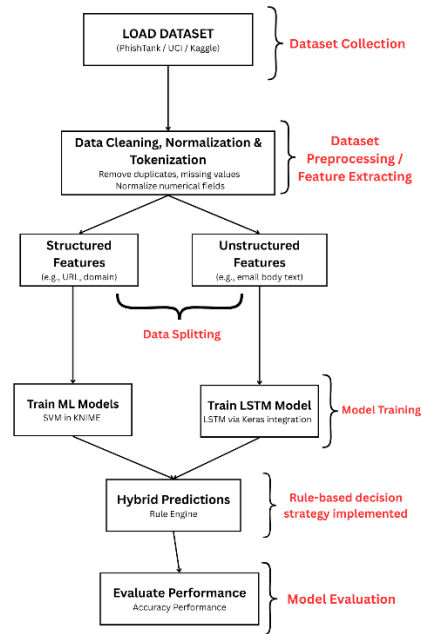 LOAD DATASET
(PhishTank / UCI / Kaggle)
Dataset Collection
Data Cleaning, Normalization &
Tokenization
Remove duplicates, missing values
Normalize numerical fields
Dataset
Preprocessing /
Feature Extracting
Structured
Features
(e.g., URL, domain)
Unstructured
Features
(e.g., email body text)
Data Splitting
Train ML Models
SVM in KNIME
Train LSTM Model
LSTM via Keras integration
Model Training
Hybrid Predictions
Rule Engine
Rule-based decision
strategy implemented
Evaluate Performance
Accuracy Performance
Model Evaluation